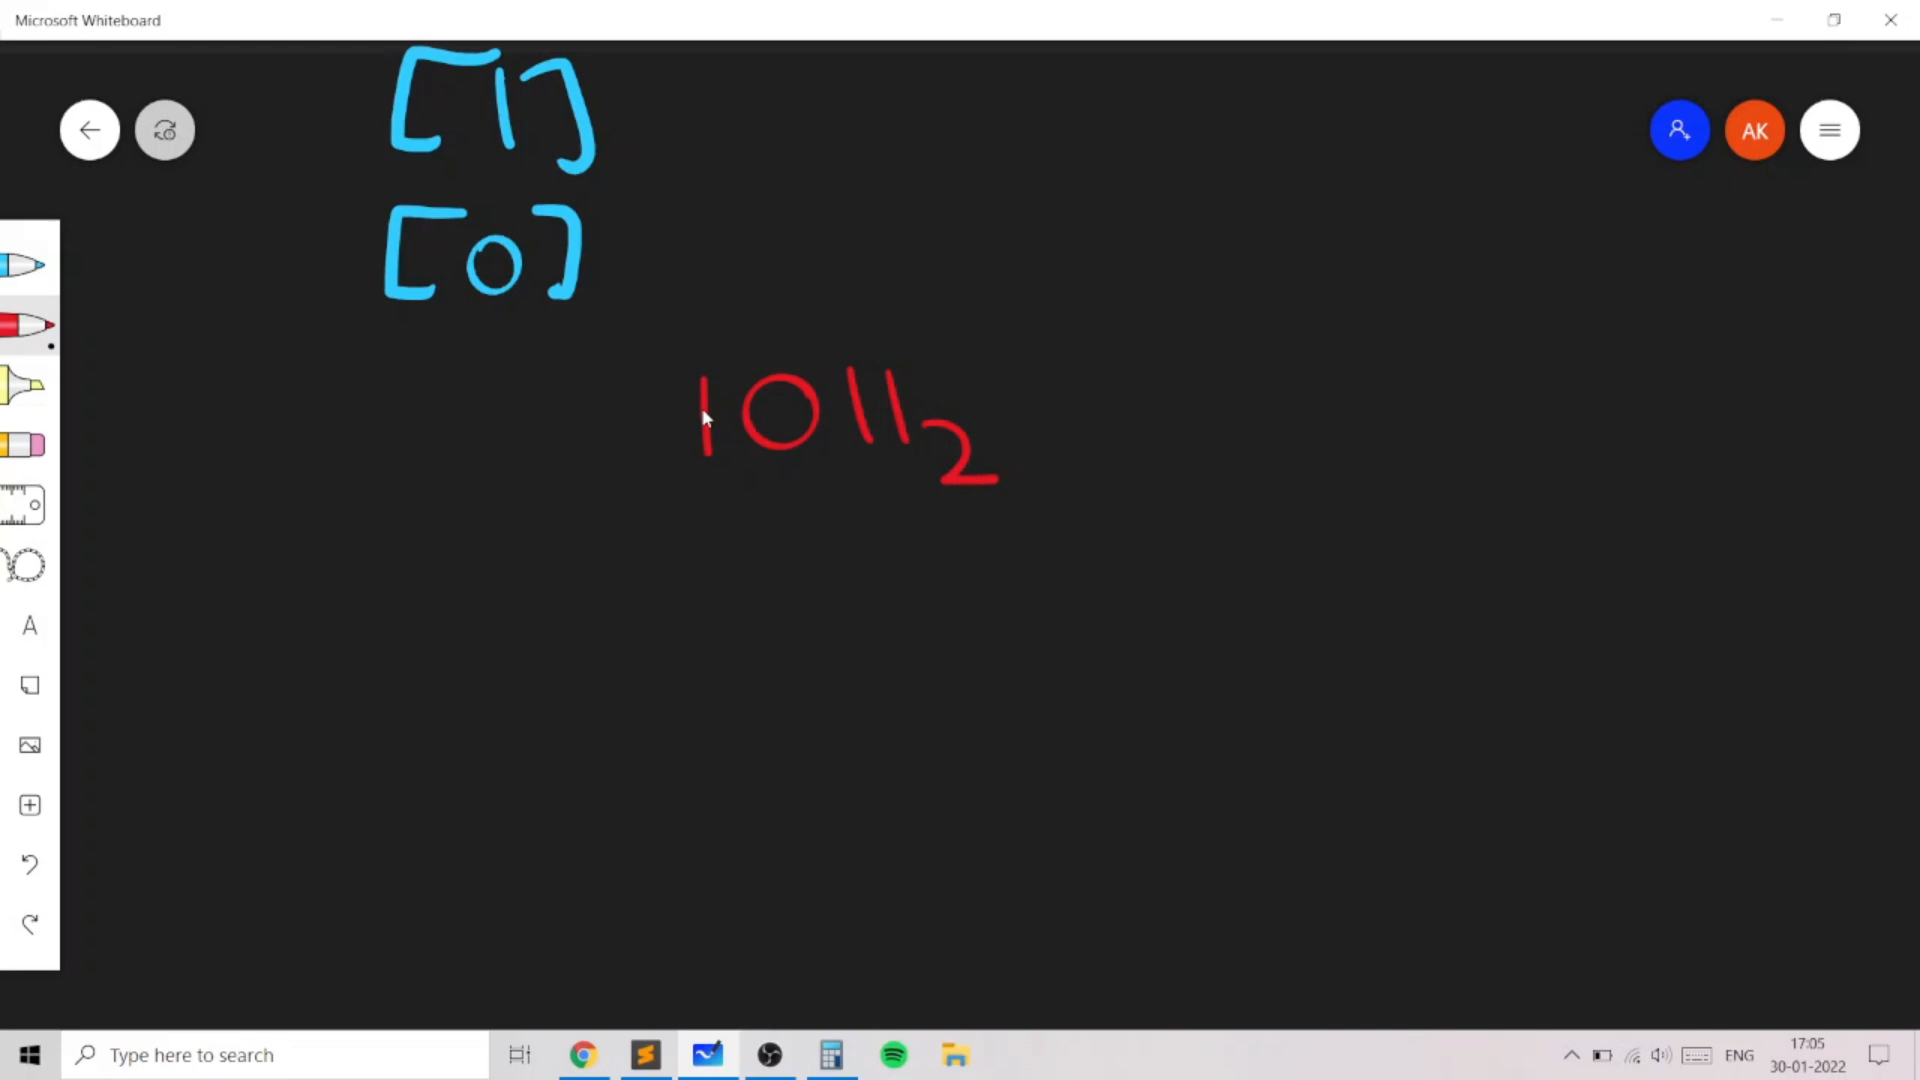 Microsoft Whiteboard
[1]
AK
[0]
1011₂
A
Type here to search
ENG
17:05
30-01-2022